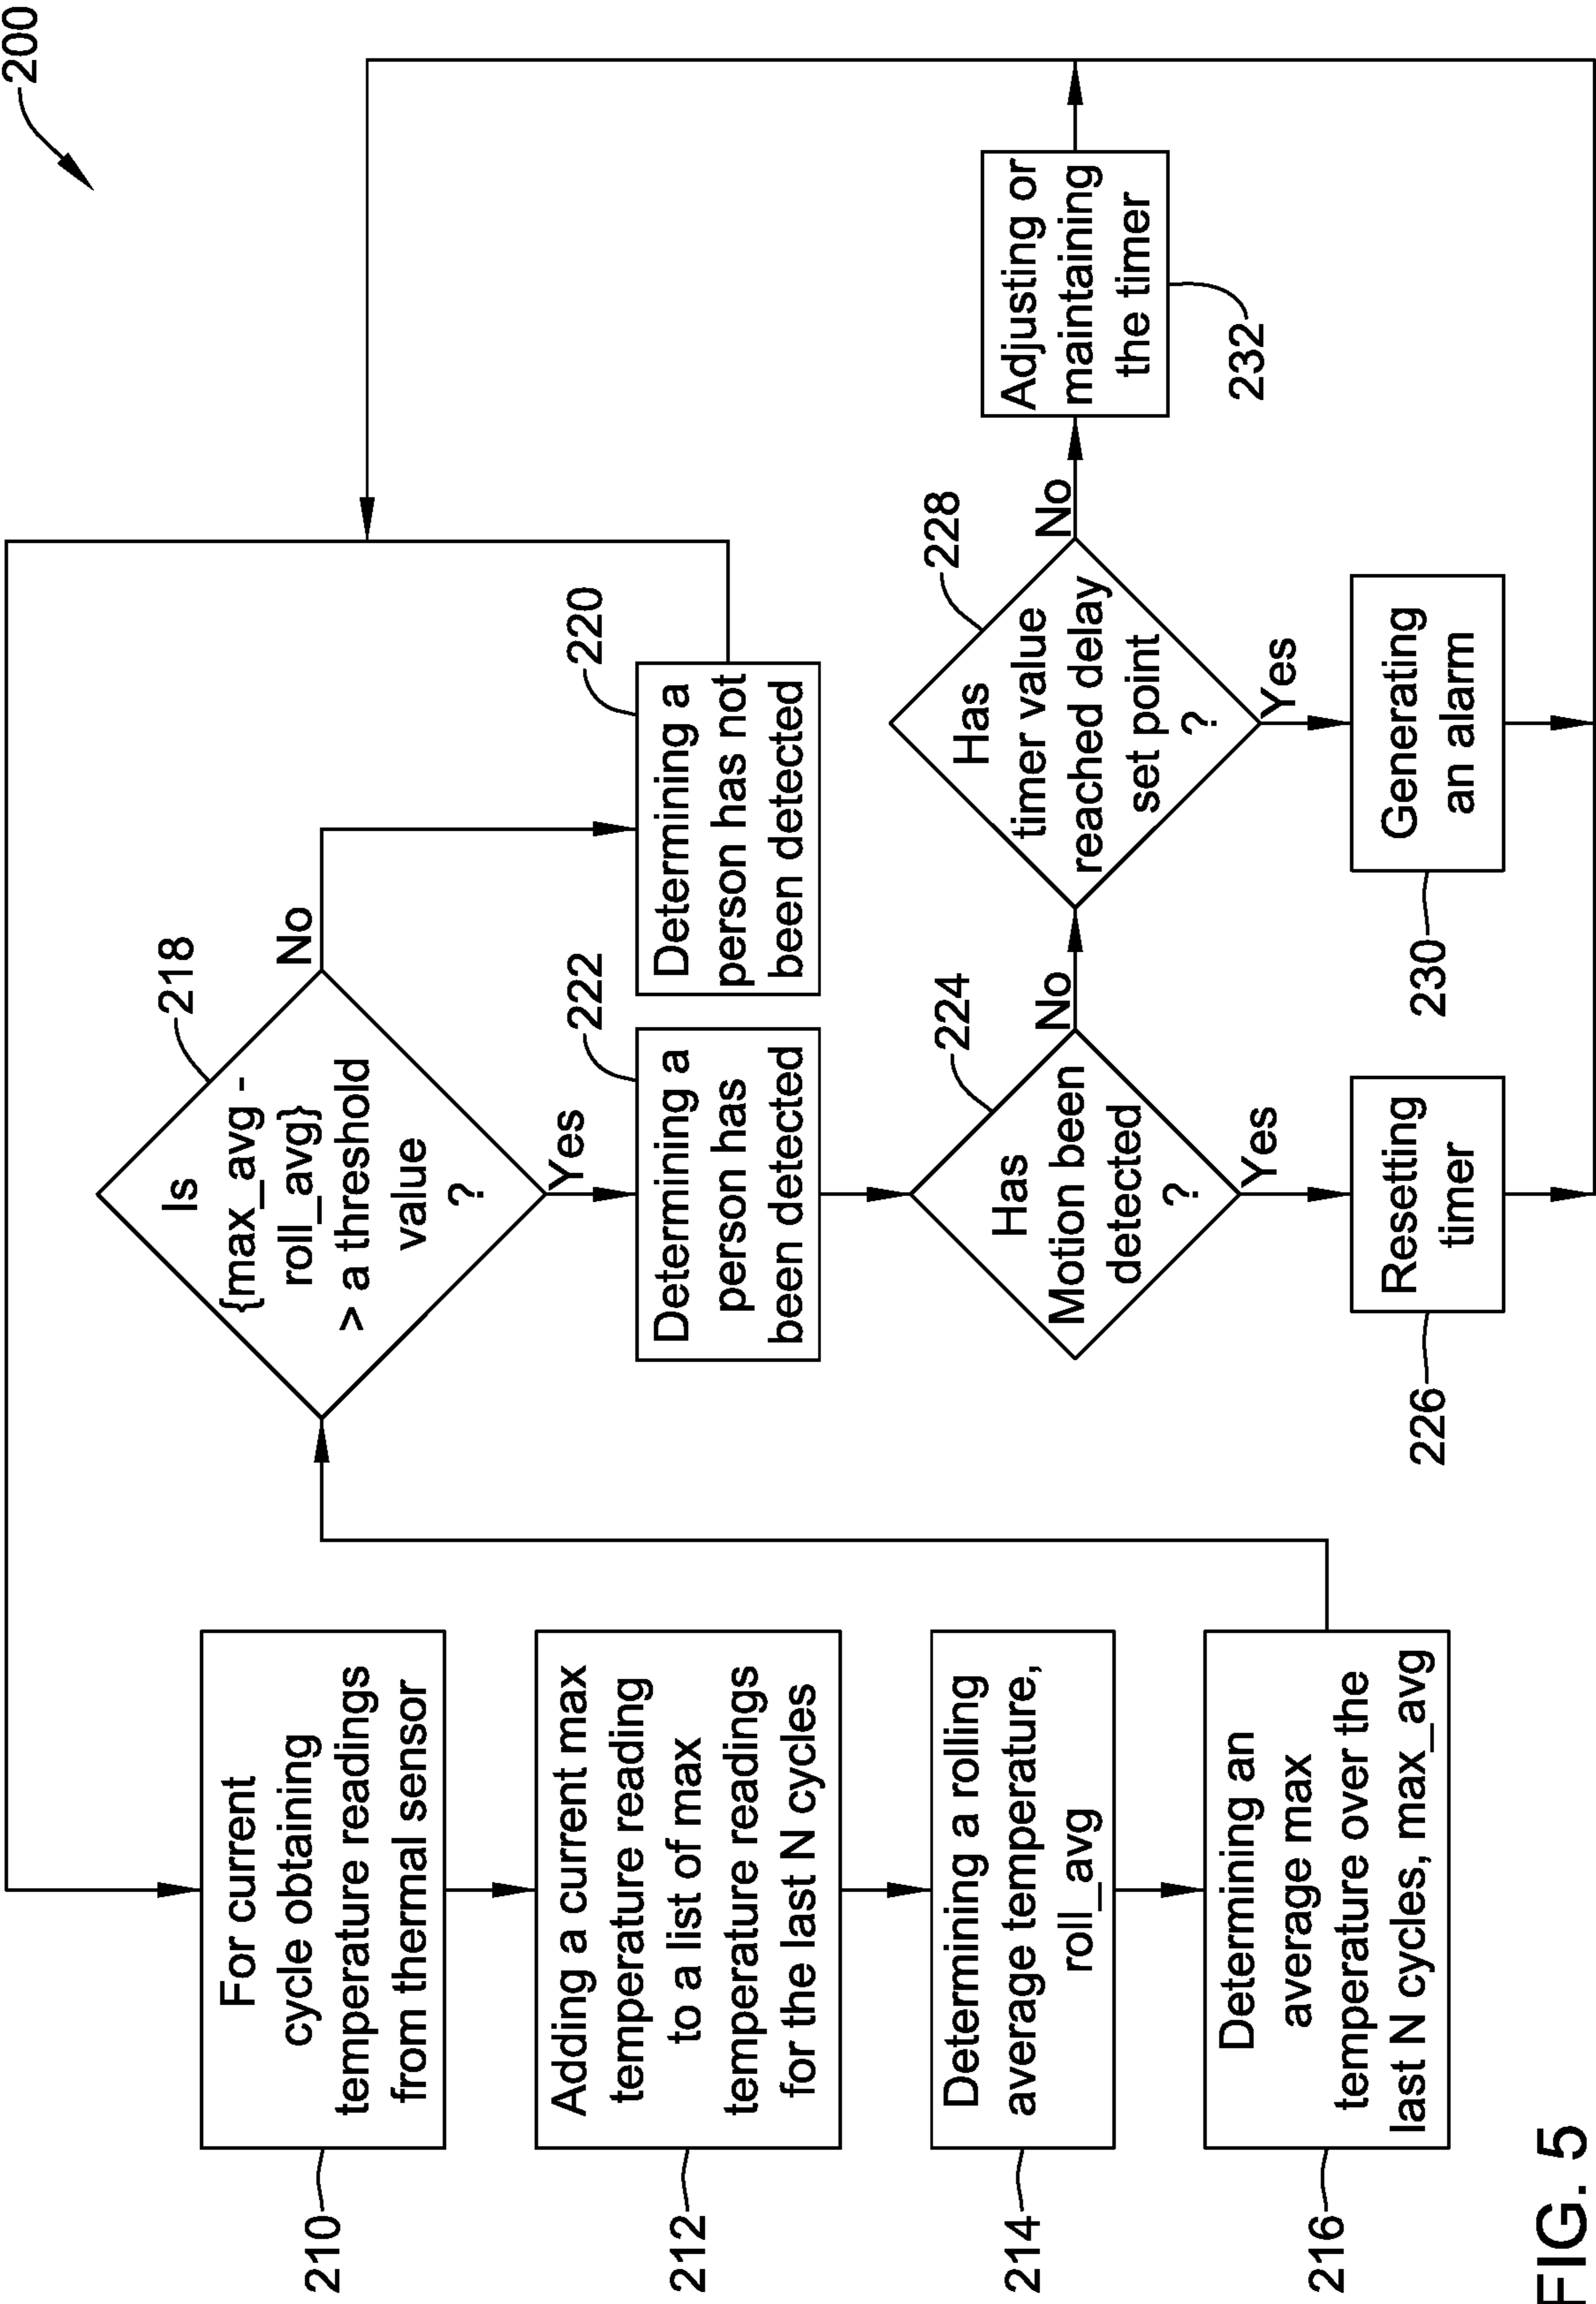 200
For current
cycle obtaining
temperature readings
from thermal sensor
210
Adding a current max
temperature reading
to a list of max
temperature readings
for the last N cycles
212
Determining a rolling
average temperature,
roll_avg
214
Determining an
average max
temperature over the
last N cycles, max_avg
216
Is
{max_avg -
roll_avg}
> a threshold
value
?
218
No
Yes
Determining a
person has not
been detected
220
Determining a
person has
been detected
222
Has
Motion been
detected
?
224
No
Yes
Resetting
timer
226
Has
timer value
reached delay
set point
?
228
No
Yes
Generating
an alarm
230
Adjusting or
maintaining
the timer
232
FIG. 5